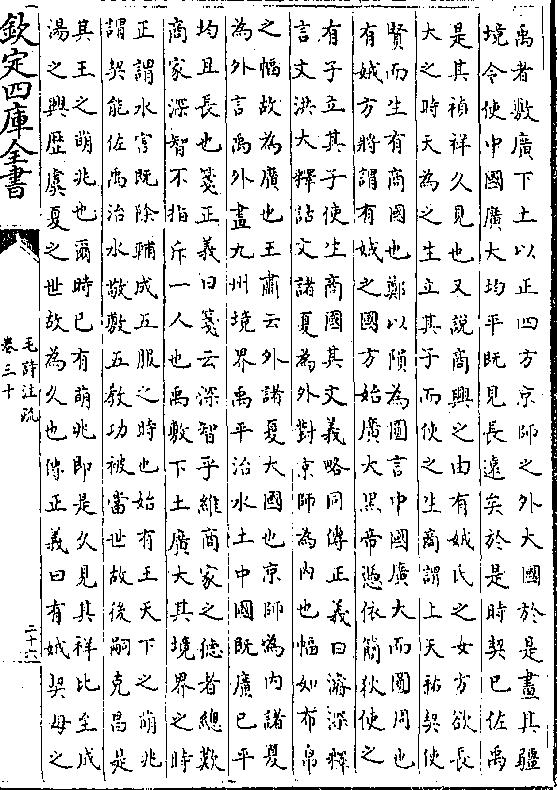 禹者敷廣下土以正四方京師之外大國於是畫其疆
境令使中國廣大均平既見長遠矣於是時契已佐禹
是其禎祥久見也又說商興之由有娀氏之女方欲長
大之時天為之生立其子而使之生商謂上天祐契使
賢而生有商國也鄭以隕為圜言中國廣大而圜周也
有娀方將謂有娀之國方始廣大黒帝憑依簡狄使之
有子立其子使生商國其文義略同傳正義曰濬深釋
言文洪大釋詁文諸夏為外對京師為内也幅如布帛
之幅故為廣也王肅云外諸夏大國也京師為内諸夏
為外言禹外畫九州境界禹平治水土中國既廣已平
均且長也箋正義曰箋云深智乎維商家之德者總歎
商家深智不指斥一人也禹敷下土廣大其境界之時
正謂水害既除輔成五服之時也始有王天下之萌兆
謂契能佐禹治水敬敷五教功被當世故後嗣克昌是
其王之萌兆也爾時已有萌兆即是久見其祥比至成
湯之興歴虞夏之世故為久也傳正義曰有娀契母之
欽定四庫全書
毛詩注疏
卷三十
二十六